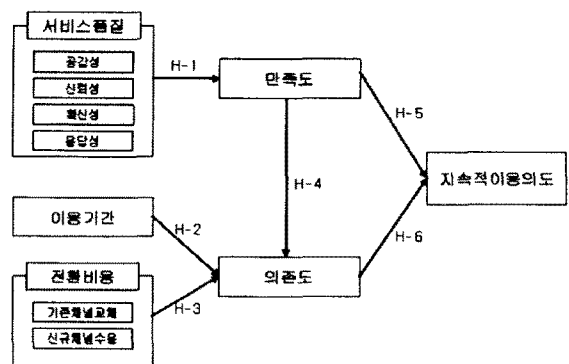 서비스품질
공감성
신뢰성
확신성
응답성
H-1
만족도
H-5
H-4
지속적이용의도
이용기간
H-2
H-6
의존도
전환비용
H-3
기존채널교체
신규채널수용